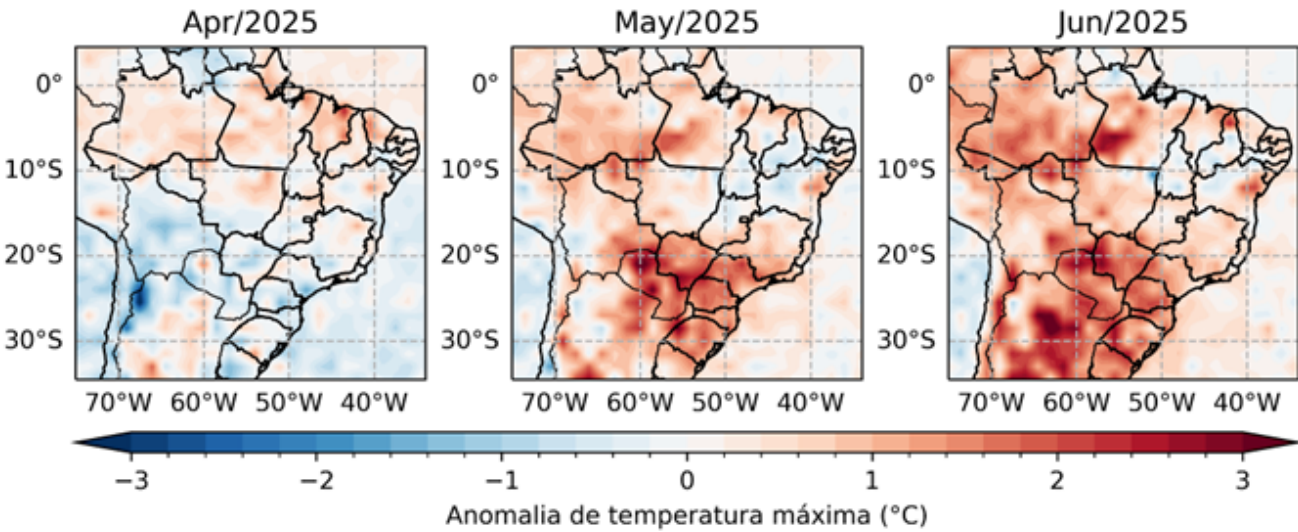 Apr/2025 May/2025 Jun/2025
0° 0° 0°
10°S 10°S 10°S
20°S 20°S 20°S
30°S 30°S 30°S
70°W 60°W 50°W 40°W 70°W 60°W 50°W 40°W 70°W 60°W 50°W 40°W
−3 −2 −1 0 1 2 3
Anomalia de temperatura máxima (°C)